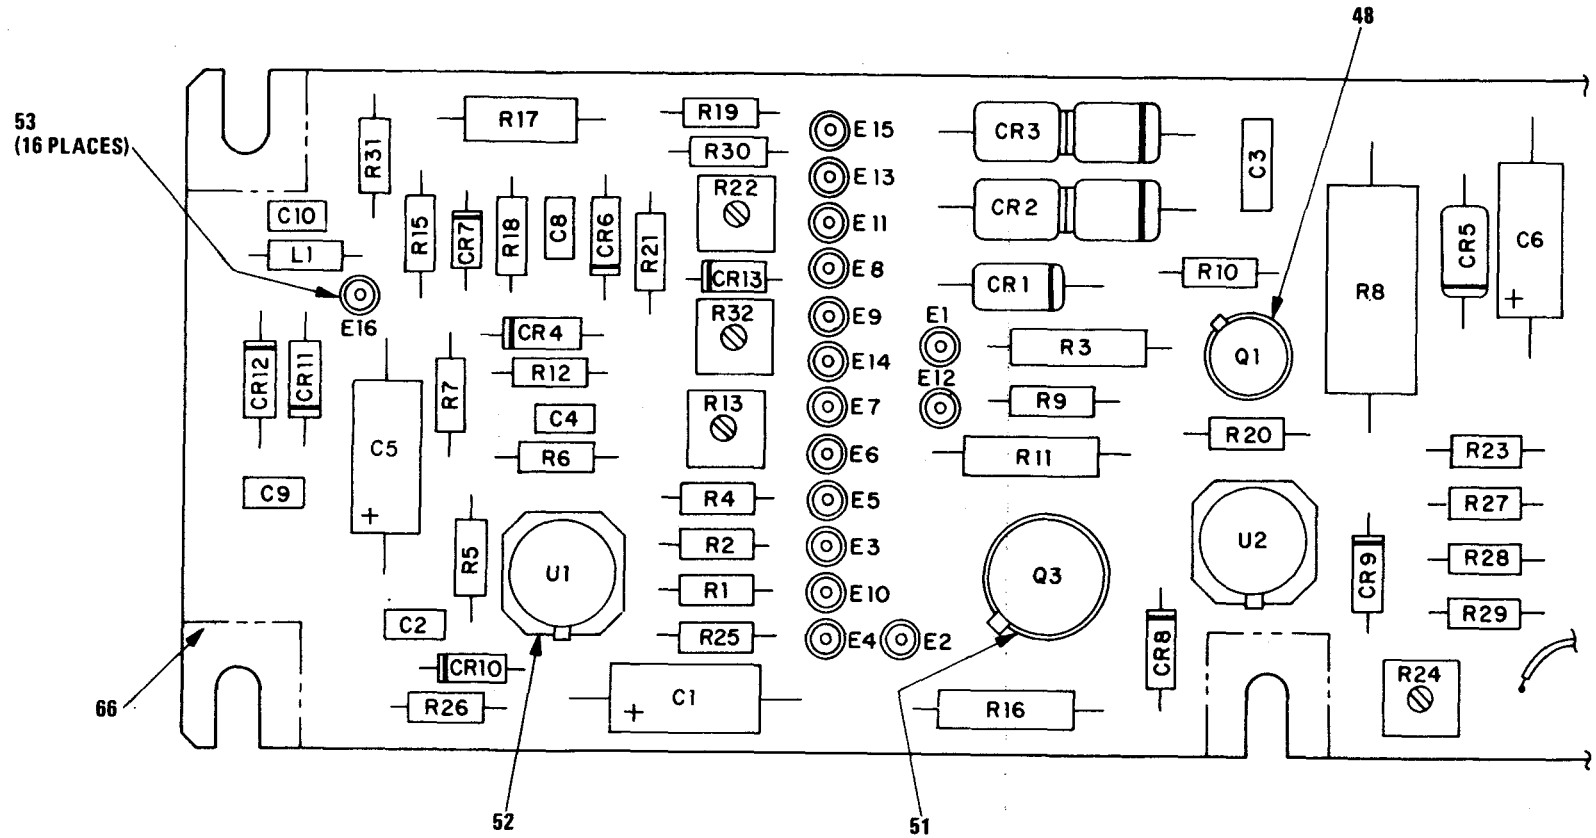 48
53
(16 PLACES)
R31
R17
R19
R30
E15
CR3
C3
E13
C10
R15
CR7
R18
C8
CR6
R21
R22
E11
CR2
CR5
C6
L1
CR13
E8
CR1
R10
R8
+
E16
CR4
R32
E9
E1
R3
Q1
CR12
CR11
R7
R12
E14
E12
C5
C4
R13
E7
R9
R20
R6
E6
R11
R23
C9
R4
E5
R27
+
R5
U1
R2
E3
Q3
U2
CR9
R28
R1
E10
R29
C2
R25
E4
E2
CR8
CR10
R24
66
R26
+
C1
R16
52
51